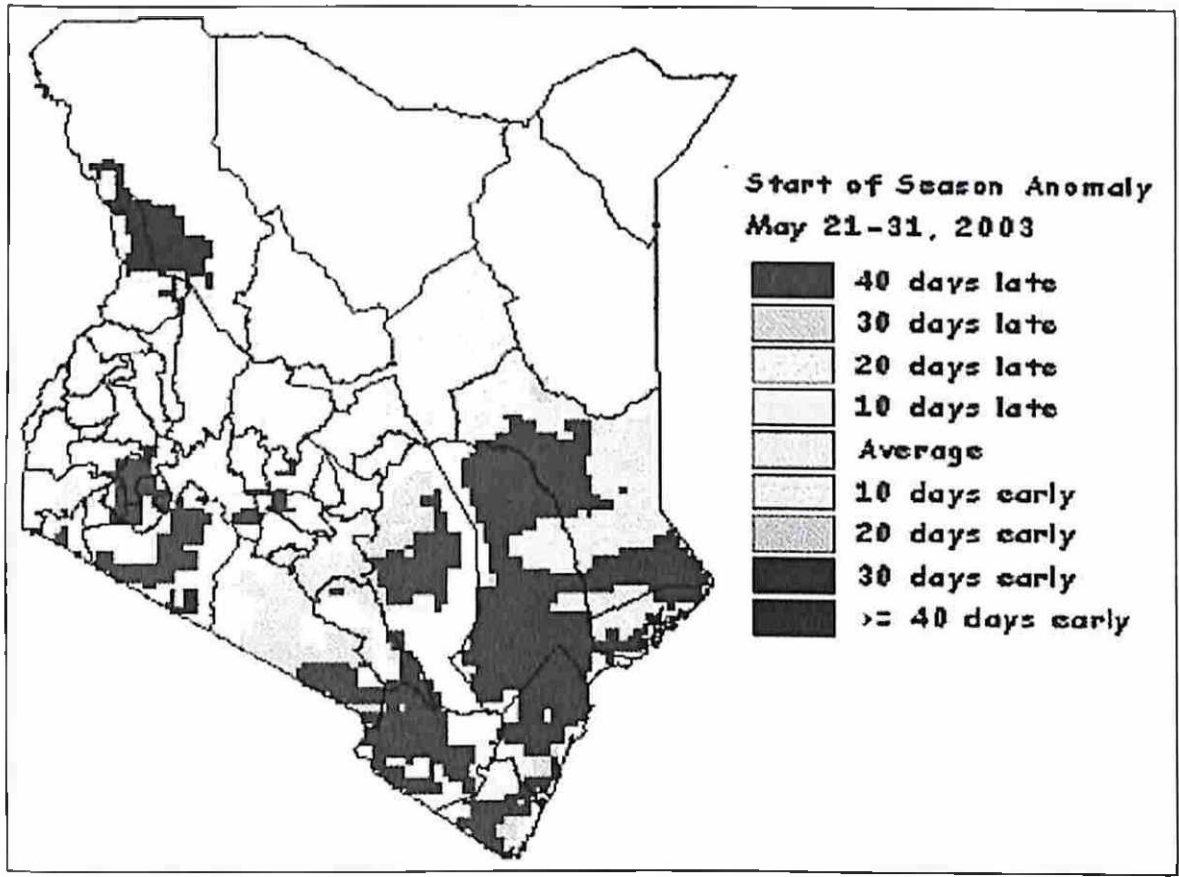 Start of Season Anomaly
May 21-31, 2003
40 days late
30 days late
20 days late
10 days late
Average
10 days early
20 days early
30 days early
>= 40 days early